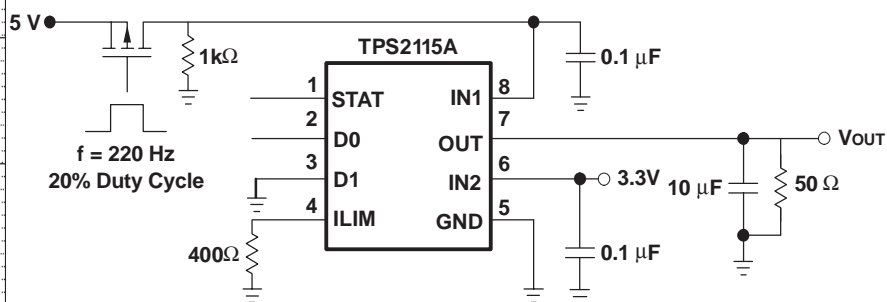 5 V
TPS2115A
1kΩ
0.1 μF
1
STAT
IN1
8
2
D0
OUT
7
VOUT
f = 220 Hz
20% Duty Cycle
3
D1
IN2
6
3.3V
10 μF
50 Ω
4
ILIM
GND
5
400Ω
0.1 μF